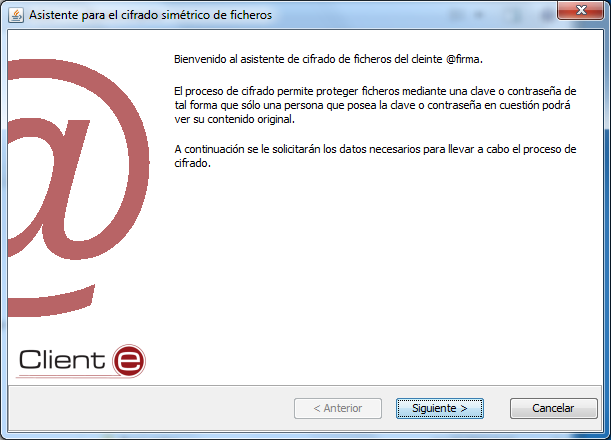 Asistente para el cifrado simétrico de ficheros
Bienvenido al asistente de cifrado de ficheros del cleinte @firma.
El proceso de cifrado permite proteger ficheros mediante una clave o contraseña de
tal forma que sólo una persona que posea la clave o contraseña en cuestión podrá
ver su contenido original.
A continuación se le solicitarán los datos necesarios para llevar a cabo el proceso de
cifrado.
@
Client e
< Anterior
Siguiente >
Cancelar